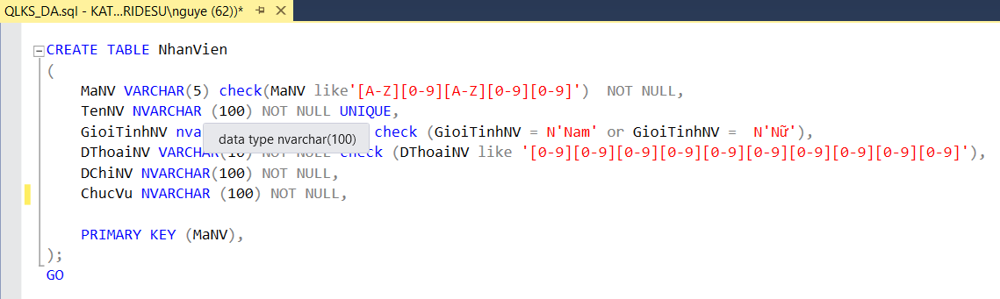 QLKS_DA.sql - KAT...RIDESU\nguye (62))*
CREATE TABLE NhanVien
(
MaNV VARCHAR(5) check(MaNV like'[A-Z][0-9][A-Z][0-9][0-9]') NOT NULL,
TenNV NVARCHAR (100) NOT NULL UNIQUE,
GioiTinhNV nva check (GioiTinhNV = N'Nam' or GioiTinhNV = N'Nữ'),
data type nvarchar(100)
DThoaiNV VARCHAR(10) NOT NULL check (DThoaiNV like '[0-9][0-9][0-9][0-9][0-9][0-9][0-9][0-9][0-9][0-9]'),
DChiNV NVARCHAR(100) NOT NULL,
ChucVu NVARCHAR (100) NOT NULL,
PRIMARY KEY (MaNV),
);
GO